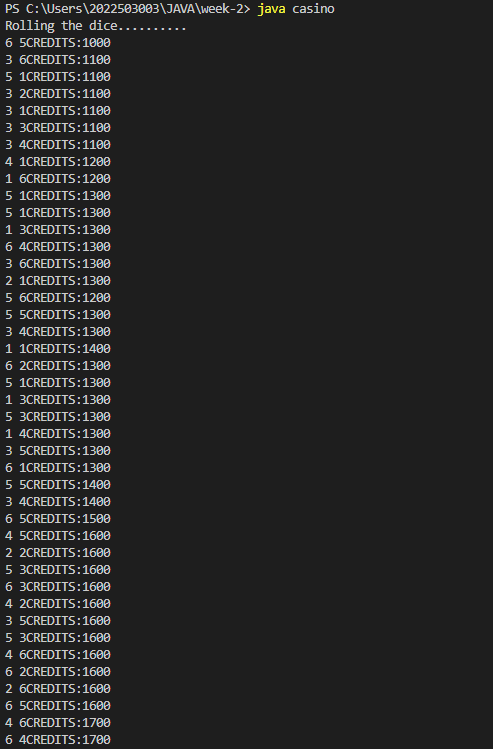 PS C:\Users\2022503003\JAVA\week-2> java casino
Rolling the dice..........
6 5CREDITS:1000
3 6CREDITS:1100
5 1CREDITS:1100
3 2CREDITS:1100
3 1CREDITS:1100
3 3CREDITS:1100
3 4CREDITS:1100
4 1CREDITS:1200
1 6CREDITS:1200
5 1CREDITS:1300
5 1CREDITS:1300
1 3CREDITS:1300
6 4CREDITS:1300
3 6CREDITS:1300
2 1CREDITS:1300
5 6CREDITS:1200
5 5CREDITS:1300
3 4CREDITS:1300
1 1CREDITS:1400
6 2CREDITS:1300
5 1CREDITS:1300
1 3CREDITS:1300
5 3CREDITS:1300
1 4CREDITS:1300
3 5CREDITS:1300
6 1CREDITS:1300
5 5CREDITS:1400
3 4CREDITS:1400
6 5CREDITS:1500
4 5CREDITS:1600
2 2CREDITS:1600
5 3CREDITS:1600
6 3CREDITS:1600
4 2CREDITS:1600
3 5CREDITS:1600
5 3CREDITS:1600
4 6CREDITS:1600
6 2CREDITS:1600
2 6CREDITS:1600
6 5CREDITS:1600
4 6CREDITS:1700
6 4CREDITS:1700